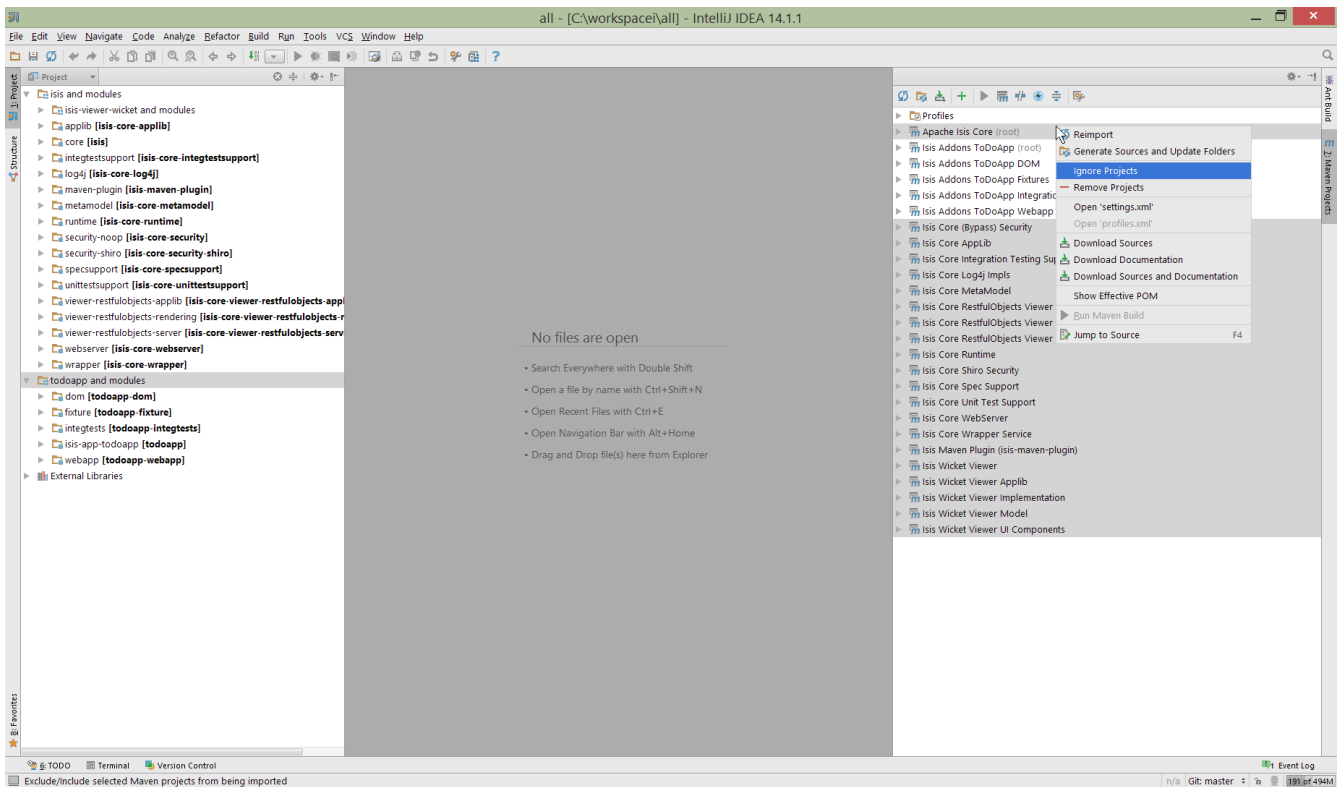 all - [C:\workspacei\all] - IntelliJ IDEA 14.1.1
File Edit View Navigate Code Analyze Refactor Build Run Tools VCS Window Help
1: Project
Structure
8: Favorites
Project
isis and modules
isis-viewer-wicket and modules
applib [isis-core-applib]
core [isis]
integtestsupport [isis-core-integtestsupport]
log4j [isis-core-log4j]
maven-plugin [isis-maven-plugin]
metamodel [isis-core-metamodel]
runtime [isis-core-runtime]
security-noop [isis-core-security]
security-shiro [isis-core-security-shiro]
specsupport [isis-core-specsupport]
unittestsupport [isis-core-unittestsupport]
viewer-restfulobjects-applib [isis-core-viewer-restfulobjects-appl
viewer-restfulobjects-rendering [isis-core-viewer-restfulobjects-r
viewer-restfulobjects-server [isis-core-viewer-restfulobjects-serv
webserver [isis-core-webserver]
wrapper [isis-core-wrapper]
todoapp and modules
dom [todoapp-dom]
fixture [todoapp-fixture]
integtests [todoapp-integtests]
isis-app-todoapp [todoapp]
webapp [todoapp-webapp]
External Libraries
No files are open
• Search Everywhere with Double Shift
• Open a file by name with Ctrl+Shift+N
• Open Recent Files with Ctrl+E
• Open Navigation Bar with Alt+Home
• Drag and Drop file(s) here from Explorer
Profiles
Apache Isis Core (root)
Isis Addons ToDoApp (root)
Isis Addons ToDoApp DOM
Isis Addons ToDoApp Fixtures
Isis Addons ToDoApp Integratio
Isis Addons ToDoApp Webapp
Isis Core (Bypass) Security
Isis Core AppLib
Isis Core Integration Testing Sup
Isis Core Log4j Impls
Isis Core MetaModel
Isis Core RestfulObjects Viewer
Isis Core RestfulObjects Viewer
Isis Core RestfulObjects Viewer
Isis Core Runtime
Isis Core Shiro Security
Isis Core Spec Support
Isis Core Unit Test Support
Isis Core WebServer
Isis Core Wrapper Service
Isis Maven Plugin (isis-maven-plugin)
Isis Wicket Viewer
Isis Wicket Viewer Applib
Isis Wicket Viewer Implementation
Isis Wicket Viewer Model
Isis Wicket Viewer UI Components
Reimport
Generate Sources and Update Folders
Ignore Projects
Remove Projects
Open 'settings.xml'
Open 'profiles.xml'
Download Sources
Download Documentation
Download Sources and Documentation
Show Effective POM
Run Maven Build
Jump to Source F4
Ant Build
Maven Projects
6: TODO Terminal Version Control
1 Event Log
Exclude/Include selected Maven projects from being imported
n/a Git: master 191 of 494M